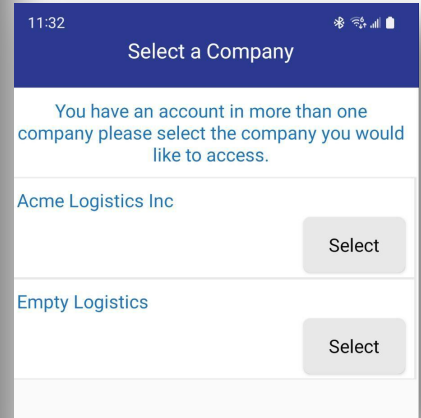 11:32
Select a Company
You have an account in more than one
company please select the company you would
like to access.
Acme Logistics Inc
Select
Empty Logistics
Select